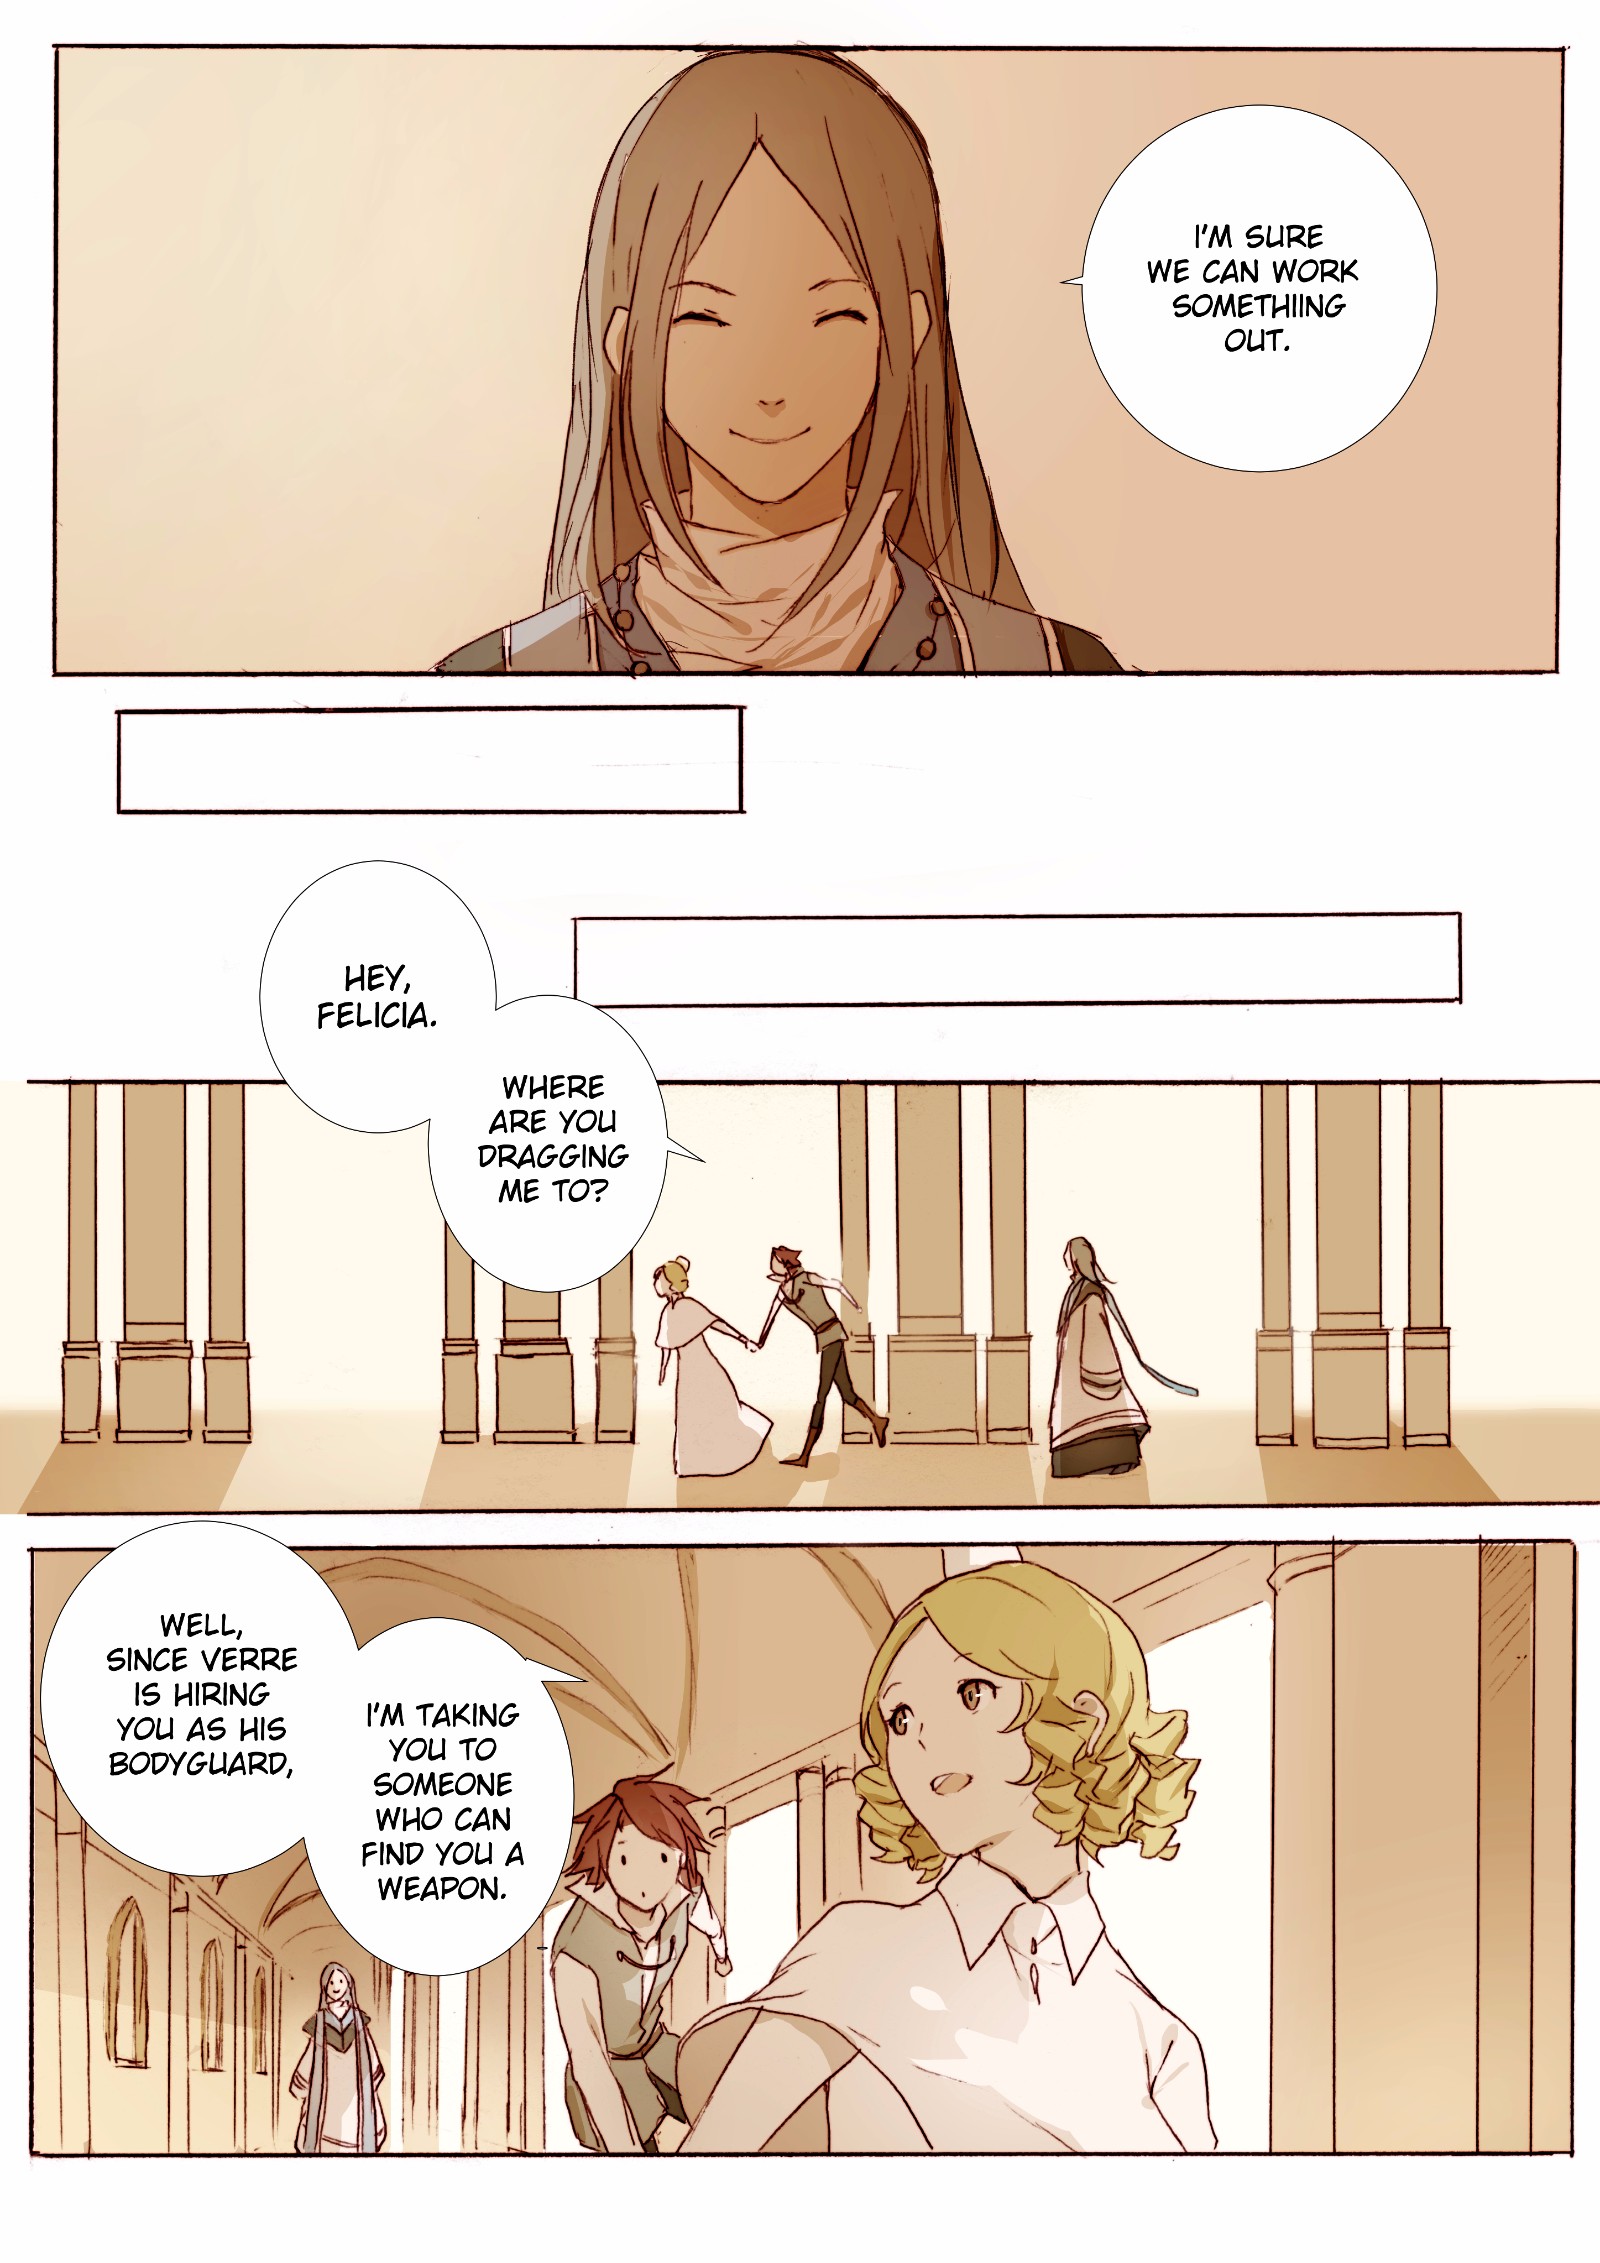 I'M SURE
WE CAN WORK
SOMETHIING
OUT.
HEY,
FELICIA.
WHERE
ARE YOU
DRAGGING
ME TO?
WELL,
SINCE VERRE
IS HIRING
YOU AS HIS
BODYGUARD,
I'M TAKING
YOU TO
SOMEONE
WHO CAN
FIND YOU A
WEAPON.